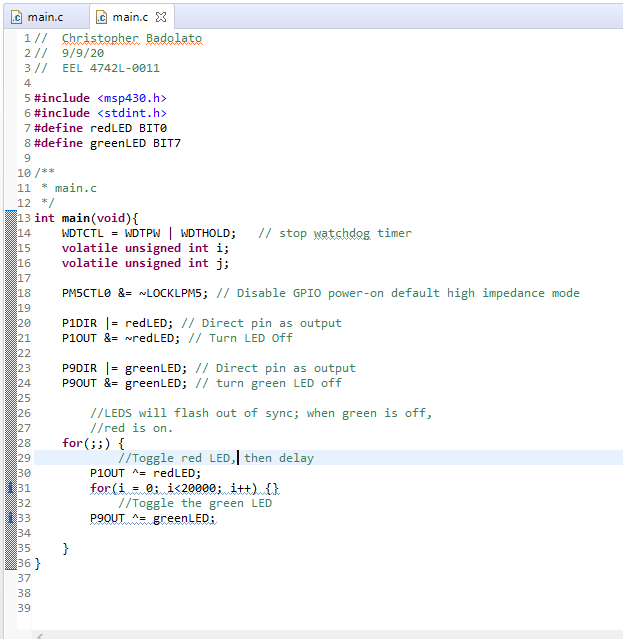 main.c main.c
1 // Christopher Badolato
2 // 9/9/20
3 // EEL 4742L-0011
4
5 #include <msp430.h>
6 #include <stdint.h>
7 #define redLED BIT0
8 #define greenLED BIT7
9
10 /**
11 * main.c
12 */
13 int main(void){
14 WDTCTL = WDTPW | WDTHOLD; // stop watchdog timer
15 volatile unsigned int i;
16 volatile unsigned int j;
17
18 PM5CTL0 &= ~LOCKLPM5; // Disable GPIO power-on default high impedance mode
19
20 P1DIR |= redLED; // Direct pin as output
21 P1OUT &= ~redLED; // Turn LED Off
22
23 P9DIR |= greenLED; // Direct pin as output
24 P9OUT &= greenLED; // turn green LED off
25
26 //LEDS will flash out of sync; when green is off,
27 //red is on.
28 for(;;) {
29 //Toggle red LED, then delay
30 P1OUT ^= redLED;
31 for(i = 0; i<20000; i++) {}
32 //Toggle the green LED
33 P9OUT ^= greenLED;
34
35 }
36 }
37
38
39